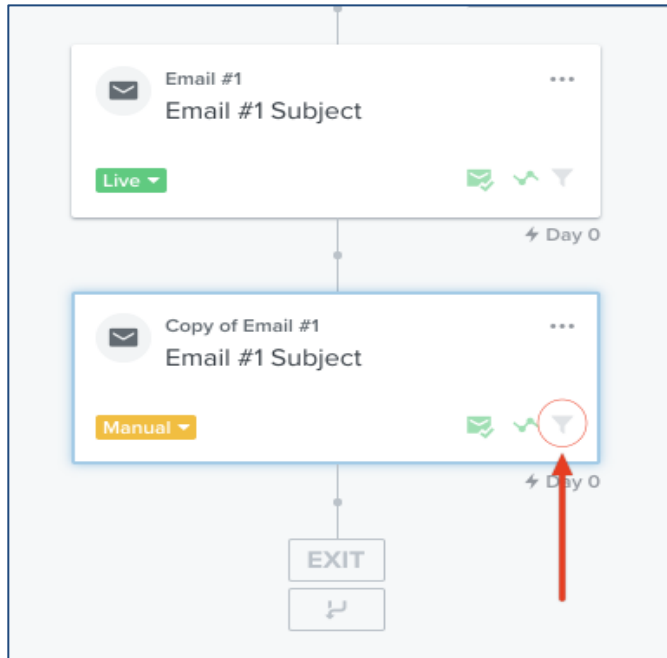 Email #1
Email #1 Subject
Live
Day 0
Copy of Email #1
Email #1 Subject
Manual
Day 0
EXIT